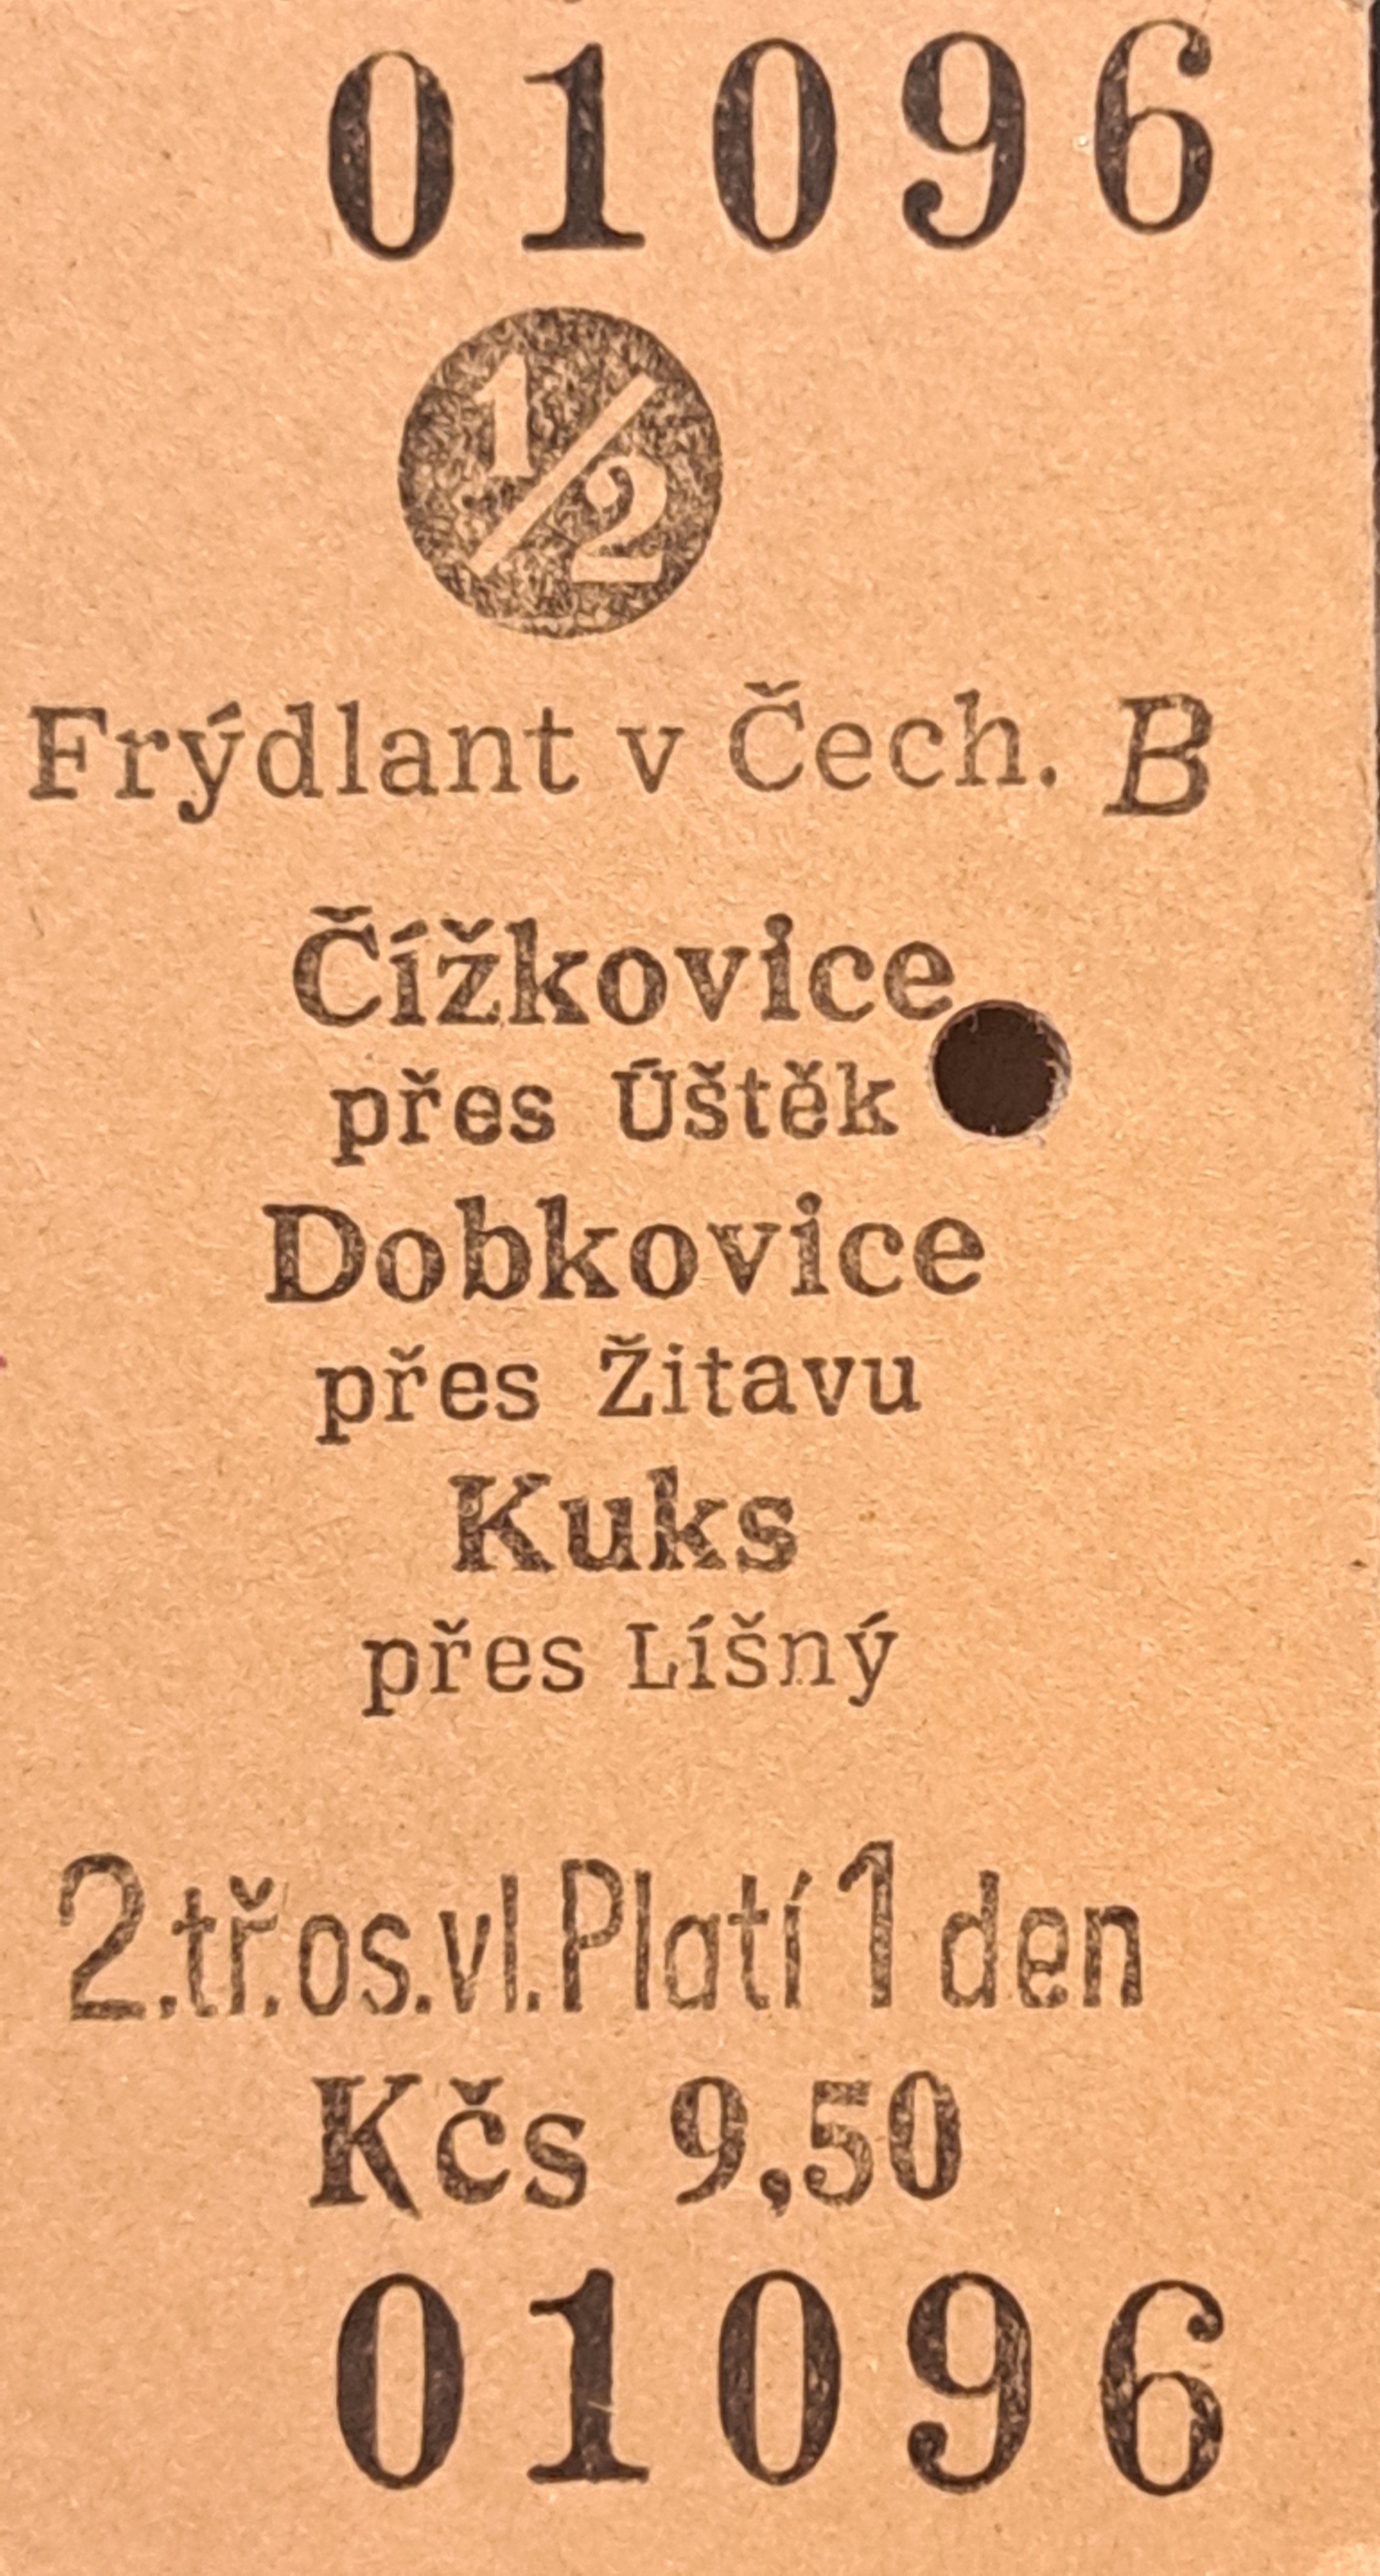 01096
1/2
Frýdlant v Čech. B
Čížkovice
přes Úštěk
Dobkovice
přes Žitavu
Kuks
přes Líšný
2.tř.os.vl.Platí 1 den
Kčs 9,50
01096